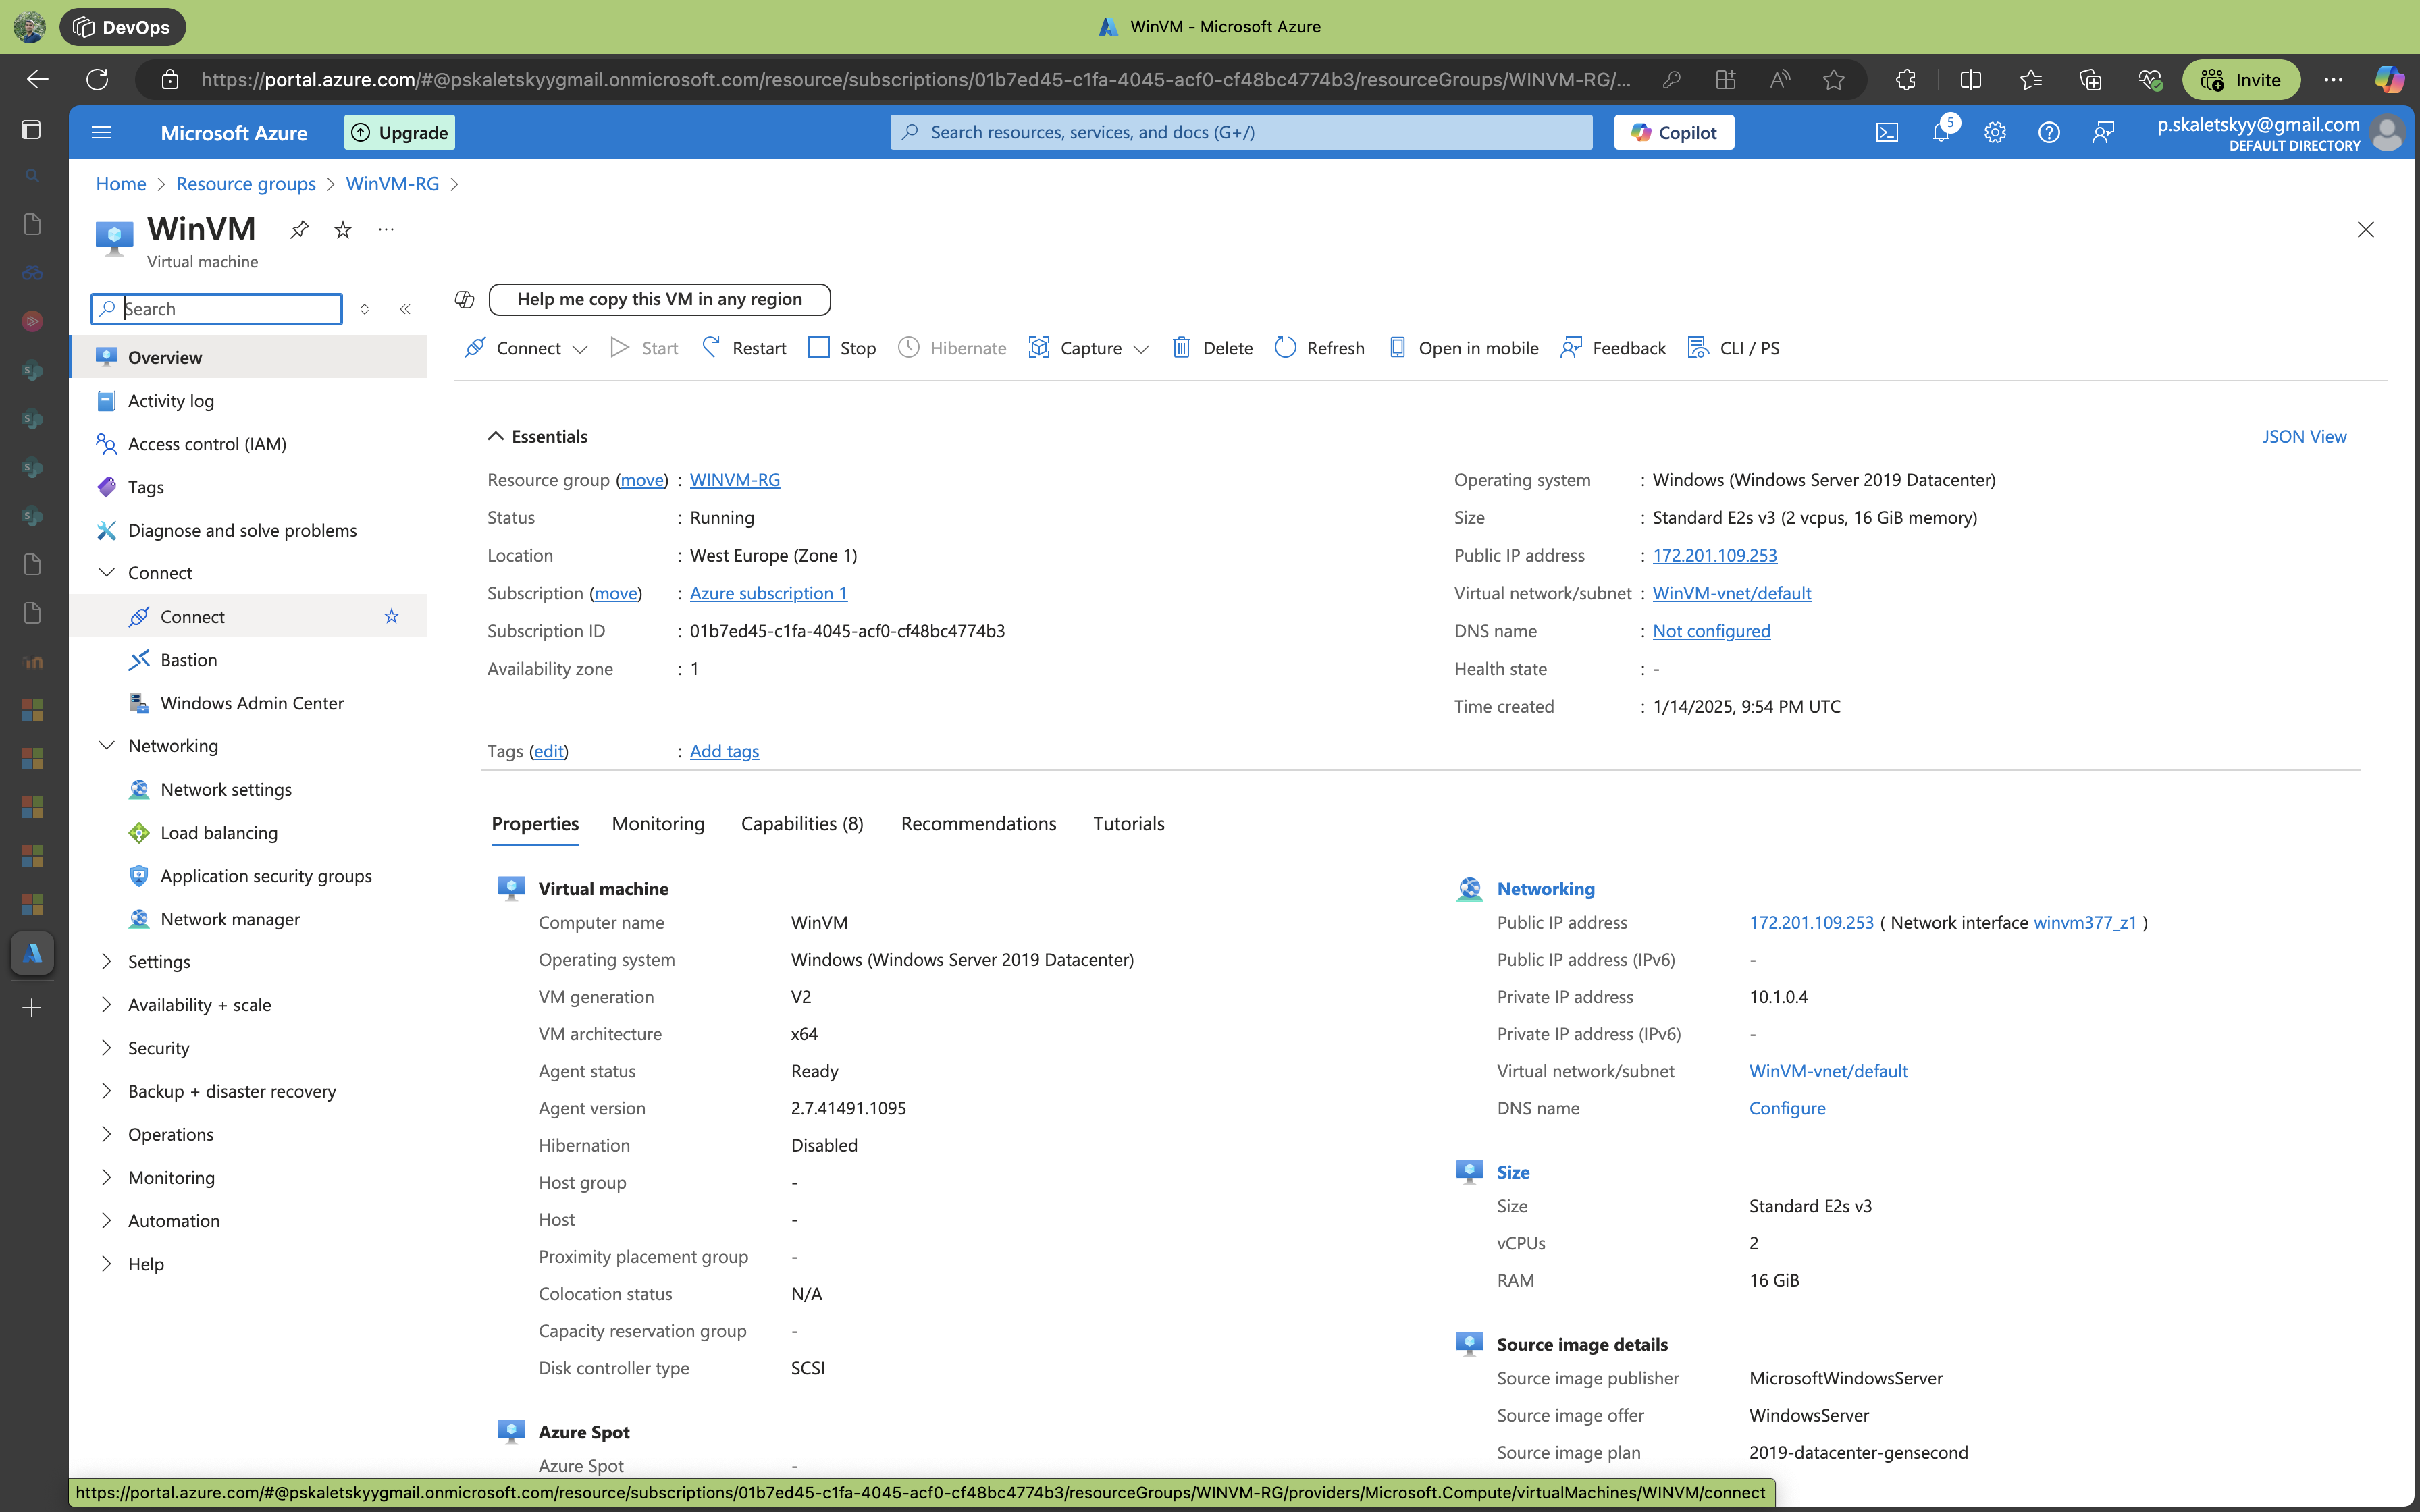 DevOps
WinVM - Microsoft Azure
https://portal.azure.com/#@pskaletskyygmail.onmicrosoft.com/resource/subscriptions/01b7ed45-c1fa-4045-acf0-cf48bc4774b3/resourceGroups/WINVM-RG/...
Invite
Microsoft Azure
Upgrade
Search resources, services, and docs (G+/)
Copilot
5
p.skaletskyy@gmail.com
DEFAULT DIRECTORY
Home > Resource groups > WinVM-RG >
WinVM
Virtual machine
Search
Help me copy this VM in any region
Connect Start Restart Stop Hibernate Capture Delete Refresh Open in mobile Feedback CLI / PS
Overview
Activity log
Access control (IAM)
Tags
Diagnose and solve problems
Connect
Connect
Bastion
Windows Admin Center
Networking
Network settings
Load balancing
Application security groups
Network manager
Settings
Availability + scale
Security
Backup + disaster recovery
Operations
Monitoring
Automation
Help
Essentials
JSON View
Resource group (move) : WINVM-RG
Status : Running
Location : West Europe (Zone 1)
Subscription (move) : Azure subscription 1
Subscription ID : 01b7ed45-c1fa-4045-acf0-cf48bc4774b3
Availability zone : 1
Operating system : Windows (Windows Server 2019 Datacenter)
Size : Standard E2s v3 (2 vcpus, 16 GiB memory)
Public IP address : 172.201.109.253
Virtual network/subnet : WinVM-vnet/default
DNS name : Not configured
Health state : -
Time created : 1/14/2025, 9:54 PM UTC
Tags (edit) : Add tags
Properties Monitoring Capabilities (8) Recommendations Tutorials
Virtual machine
Computer name WinVM
Operating system Windows (Windows Server 2019 Datacenter)
VM generation V2
VM architecture x64
Agent status Ready
Agent version 2.7.41491.1095
Hibernation Disabled
Host group -
Host -
Proximity placement group -
Colocation status N/A
Capacity reservation group -
Disk controller type SCSI
Azure Spot
Azure Spot -
Networking
Public IP address 172.201.109.253 ( Network interface winvm377_z1 )
Public IP address (IPv6) -
Private IP address 10.1.0.4
Private IP address (IPv6) -
Virtual network/subnet WinVM-vnet/default
DNS name Configure
Size
Size Standard E2s v3
vCPUs 2
RAM 16 GiB
Source image details
Source image publisher MicrosoftWindowsServer
Source image offer WindowsServer
Source image plan 2019-datacenter-gensecond
https://portal.azure.com/#@pskaletskyygmail.onmicrosoft.com/resource/subscriptions/01b7ed45-c1fa-4045-acf0-cf48bc4774b3/resourceGroups/WINVM-RG/providers/Microsoft.Compute/virtualMachines/WINVM/connect